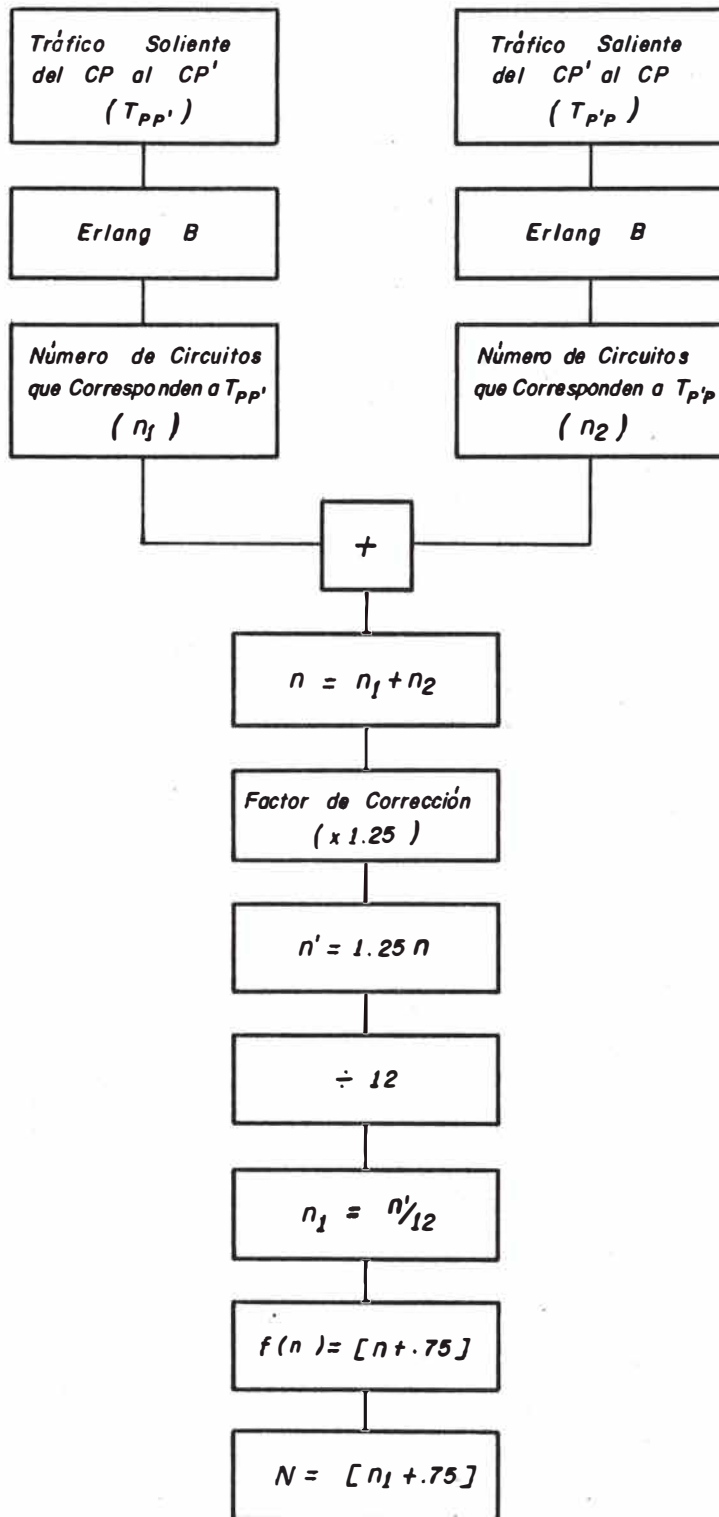 Tráfico Soliente
del CP al CP'
(T_PP')
Tráfico Saliente
del CP' al CP
(T_P'P)
Erlang B
Erlang B
Número de Circuitos
que Corresponden a T_PP'
(n_1)
Número de Circuitos
que Corresponden a T_P'P
(n_2)
+
n = n_1 + n_2
Factor de Corrección
(x 1.25)
n' = 1.25 n
÷ 12
n_1 = n'/12
f(n) = [n+.75]
N = [n_1 +.75]